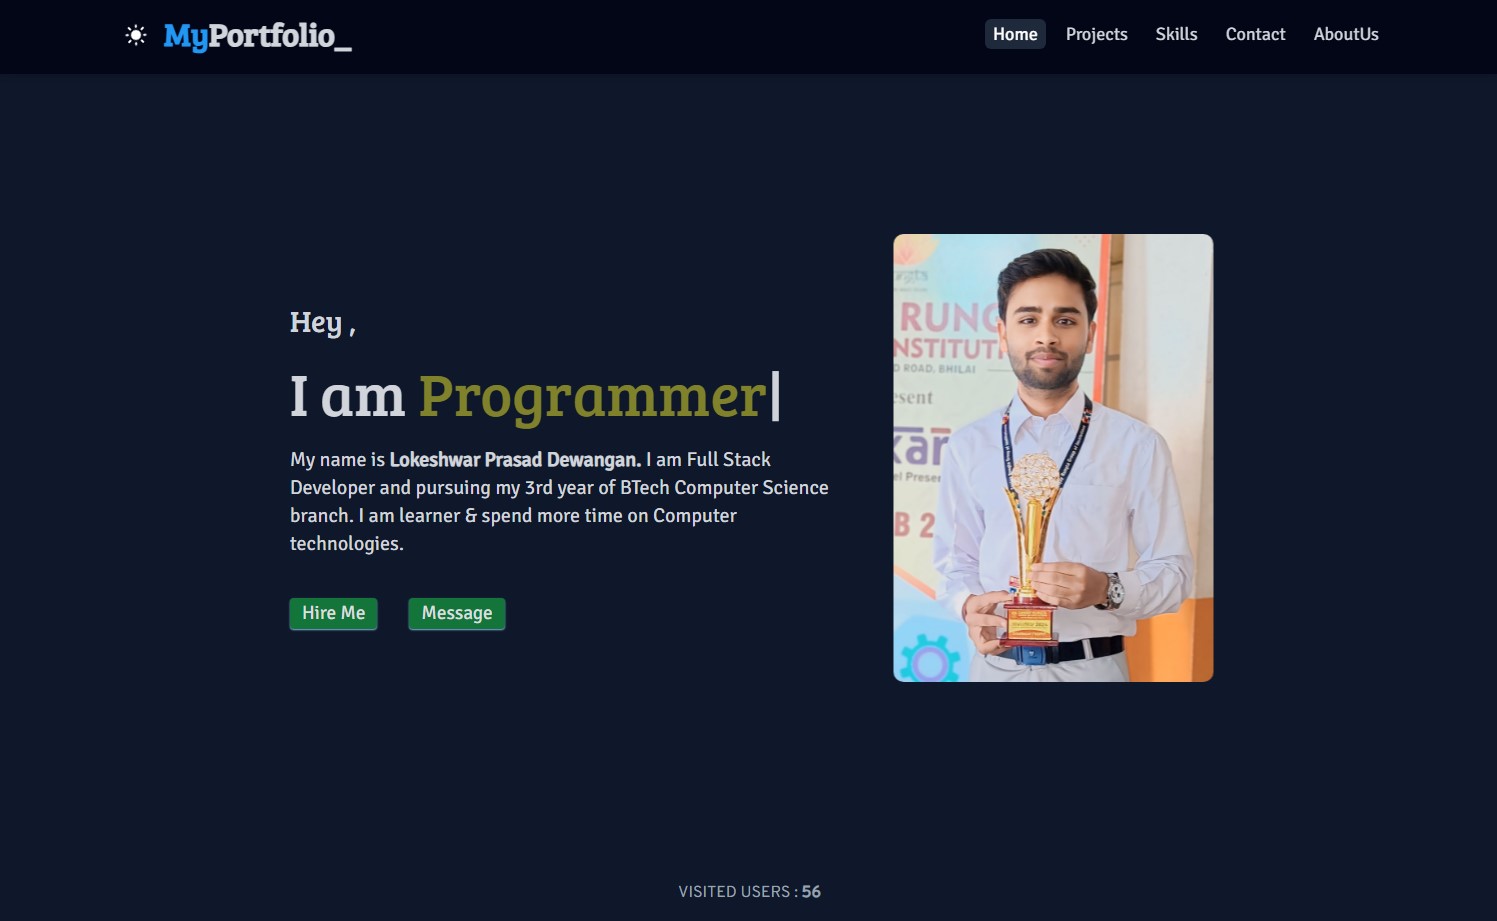 MyPortfolio_
Home Projects Skills Contact AboutUs
Hey ,
I am Programmer|
My name is Lokeshwar Prasad Dewangan. I am Full Stack
Developer and pursuing my 3rd year of BTech Computer Science
branch. I am learner & spend more time on Computer
technologies.
Hire Me Message
RUNG
NSTITUT
D ROAD, BHILAI
esent
kar
el Prese
B 2
VISITED USERS : 56